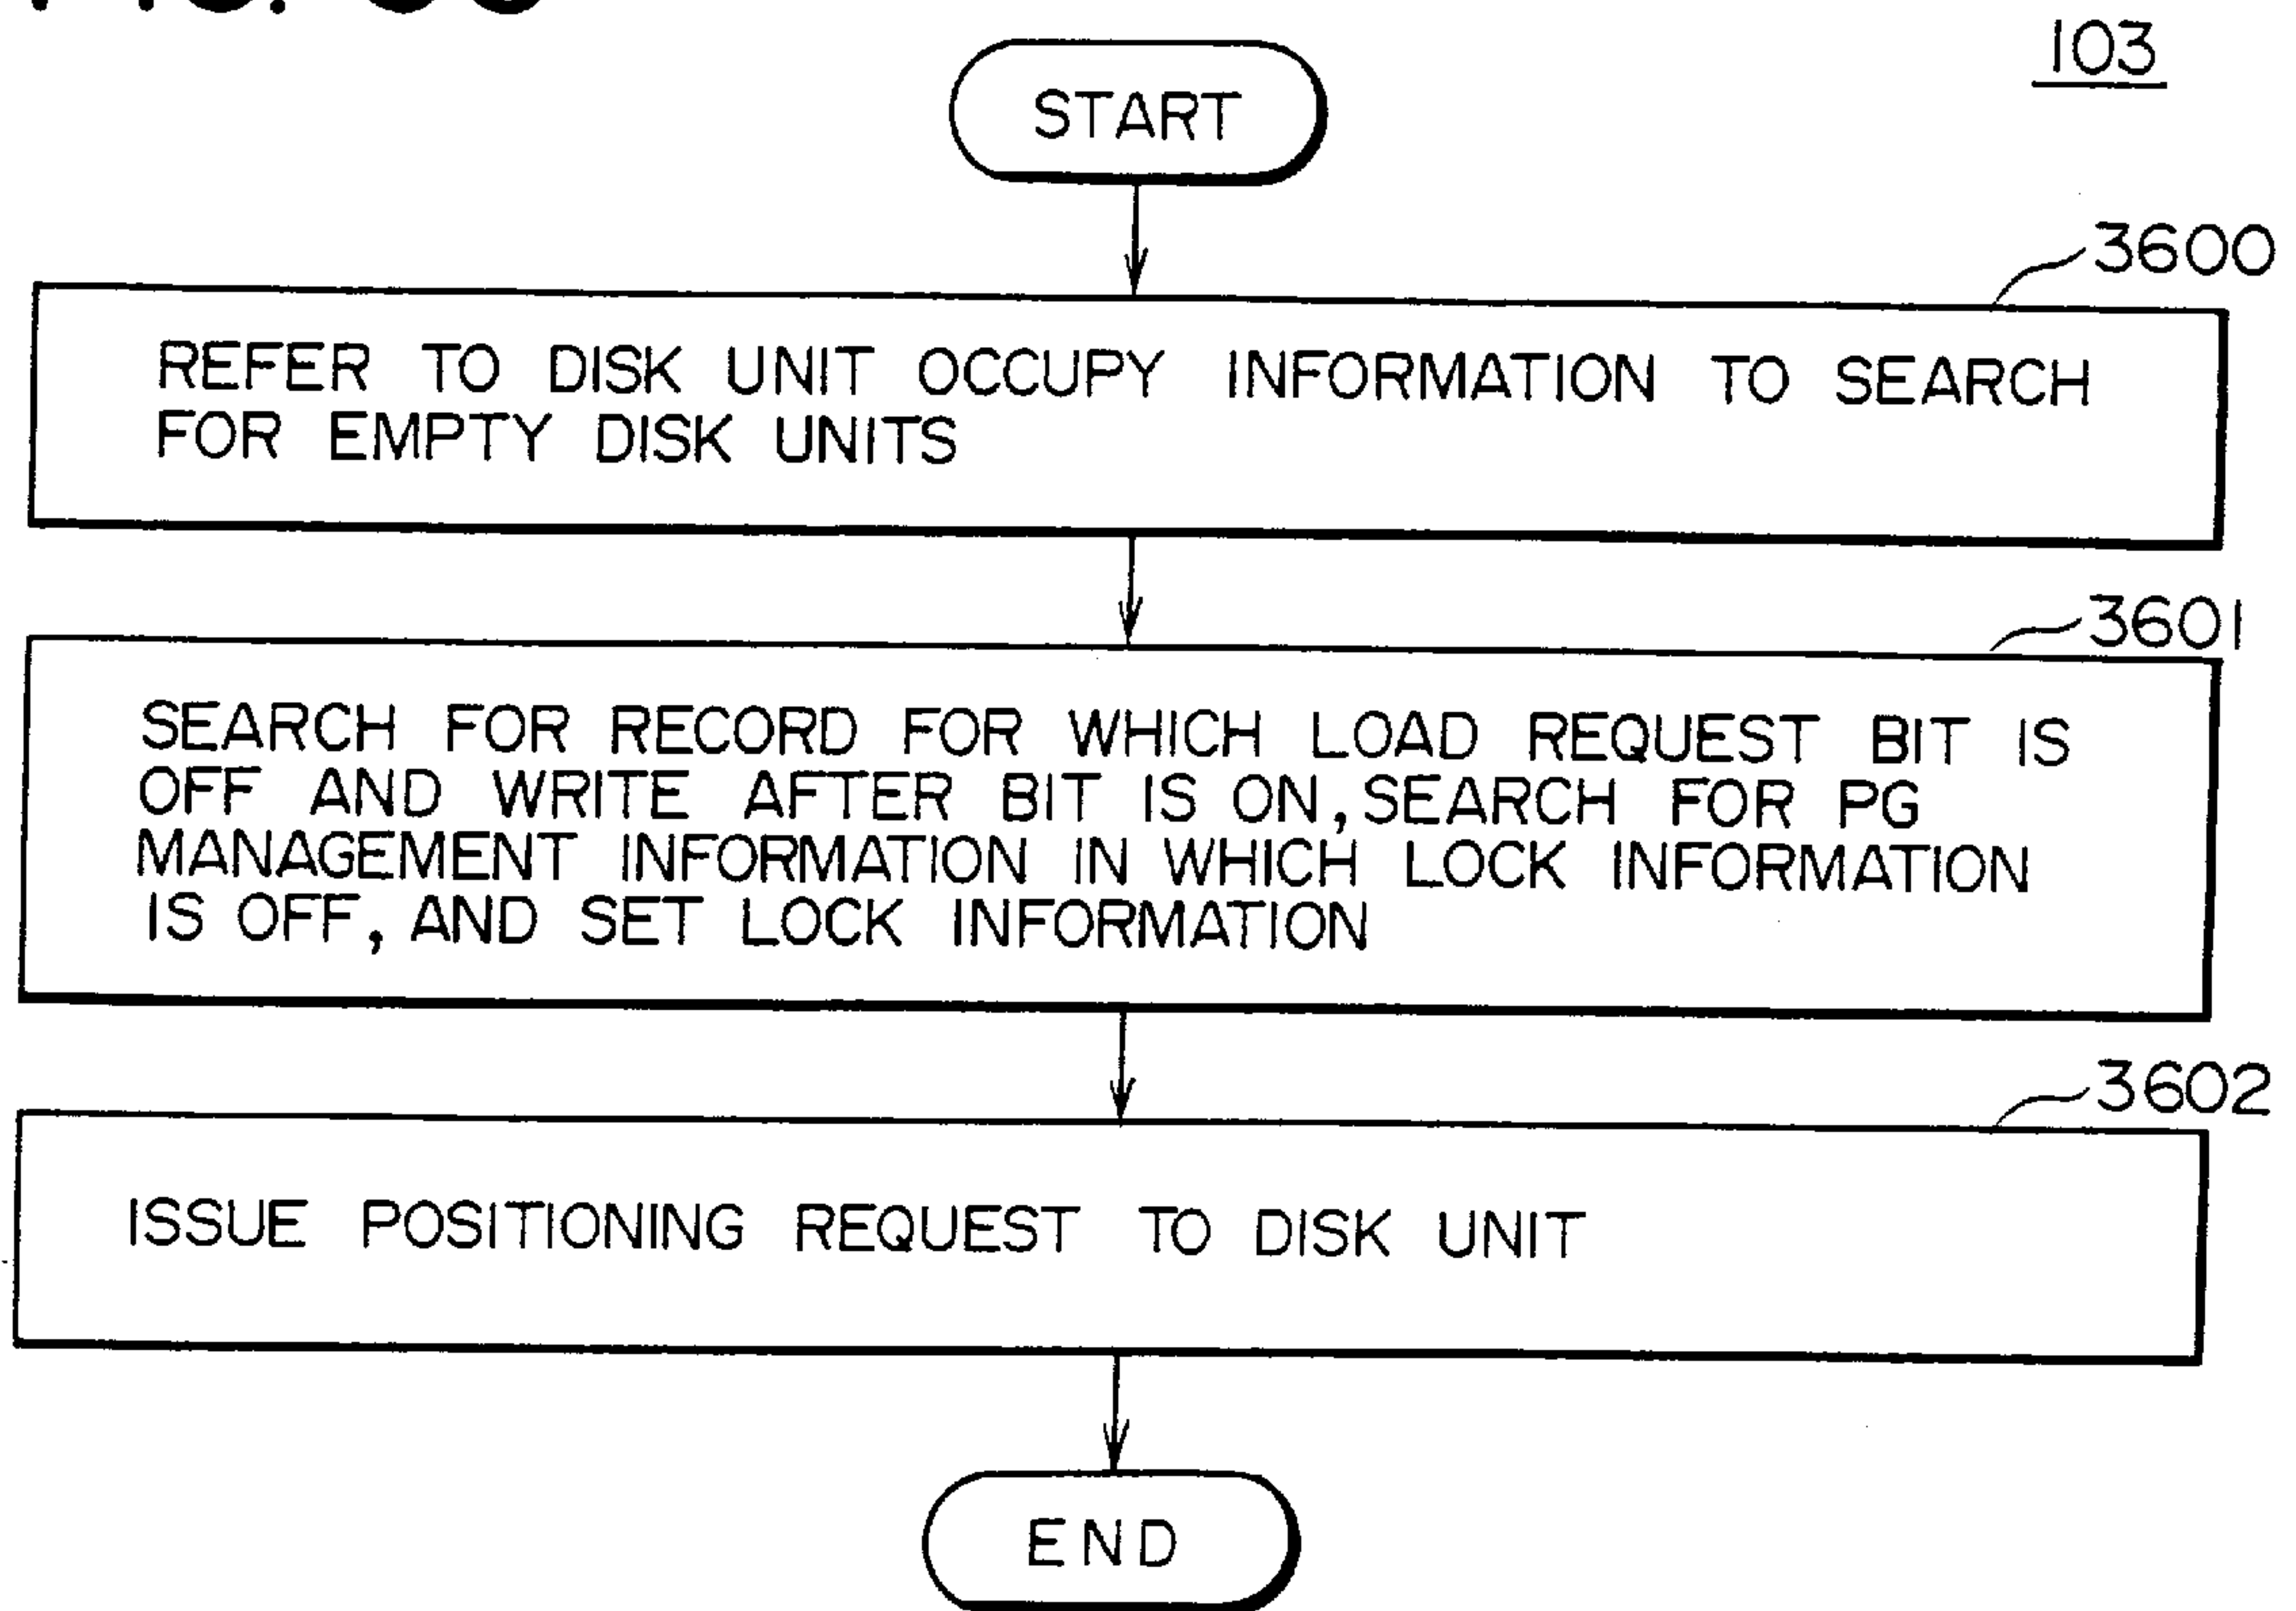 103
START
3600
REFER TO DISK UNIT OCCUPY INFORMATION TO SEARCH
FOR EMPTY DISK UNITS
3601
SEARCH FOR RECORD FOR WHICH LOAD REQUEST BIT IS
OFF AND WRITE AFTER BIT IS ON, SEARCH FOR PG
MANAGEMENT INFORMATION IN WHICH LOCK INFORMATION
IS OFF, AND SET LOCK INFORMATION
3602
ISSUE POSITIONING REQUEST TO DISK UNIT
END